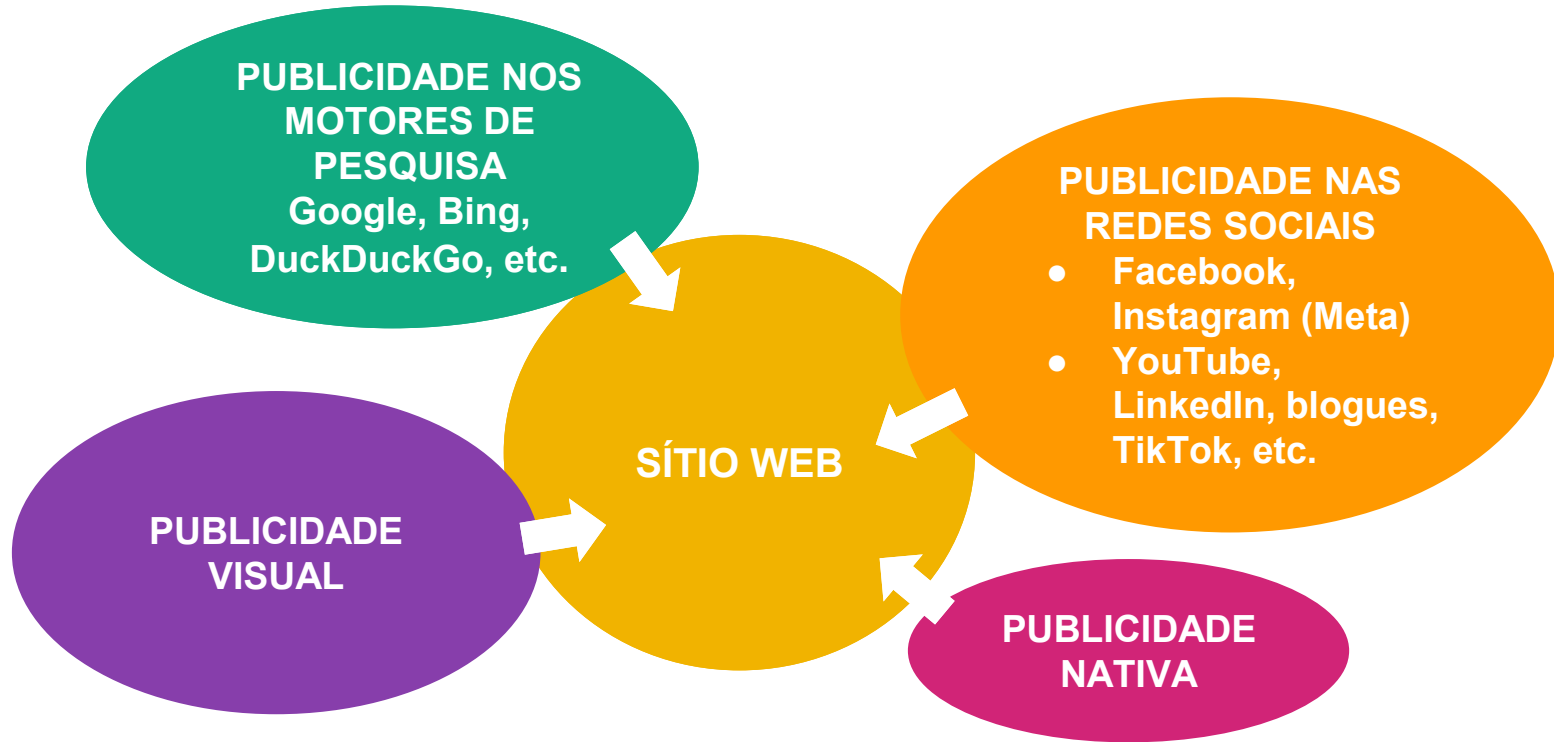 PUBLICIDADE NOS
MOTORES DE
PESQUISA
Google, Bing,
DuckDuckGo, etc.
PUBLICIDADE NAS
REDES SOCIAIS
● Facebook,
Instagram (Meta)
● YouTube,
LinkedIn, blogues,
TikTok, etc.
SÍTIO WEB
PUBLICIDADE
VISUAL
PUBLICIDADE
NATIVA